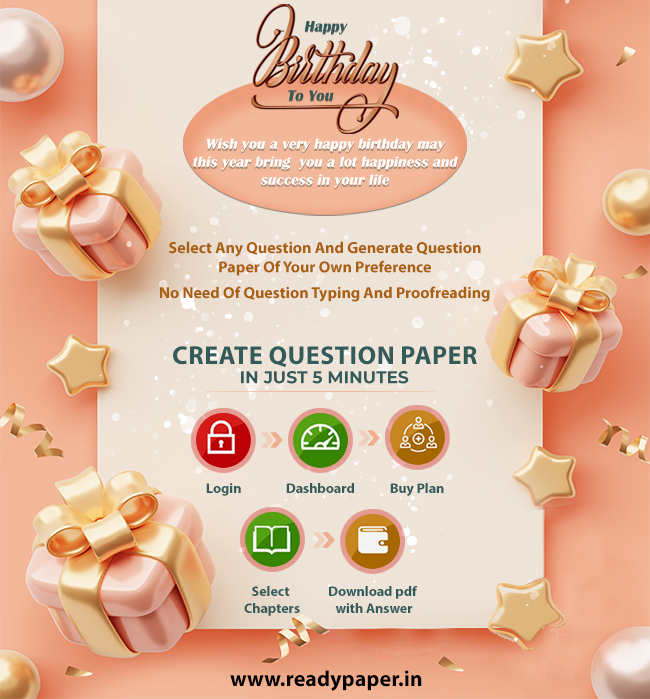 Happy
Birthday
To You
Wish you a very happy birthday may
this year bring you a lot happiness and
success in your life
Select Any Question And Generate Question
Paper Of Your Own Preference
No Need Of Question Typing And Proofreading
CREATE QUESTION PAPER
IN JUST 5 MINUTES
Login
Dashboard
Buy Plan
Select
Chapters
Download pdf
with Answer
www.readypaper.in